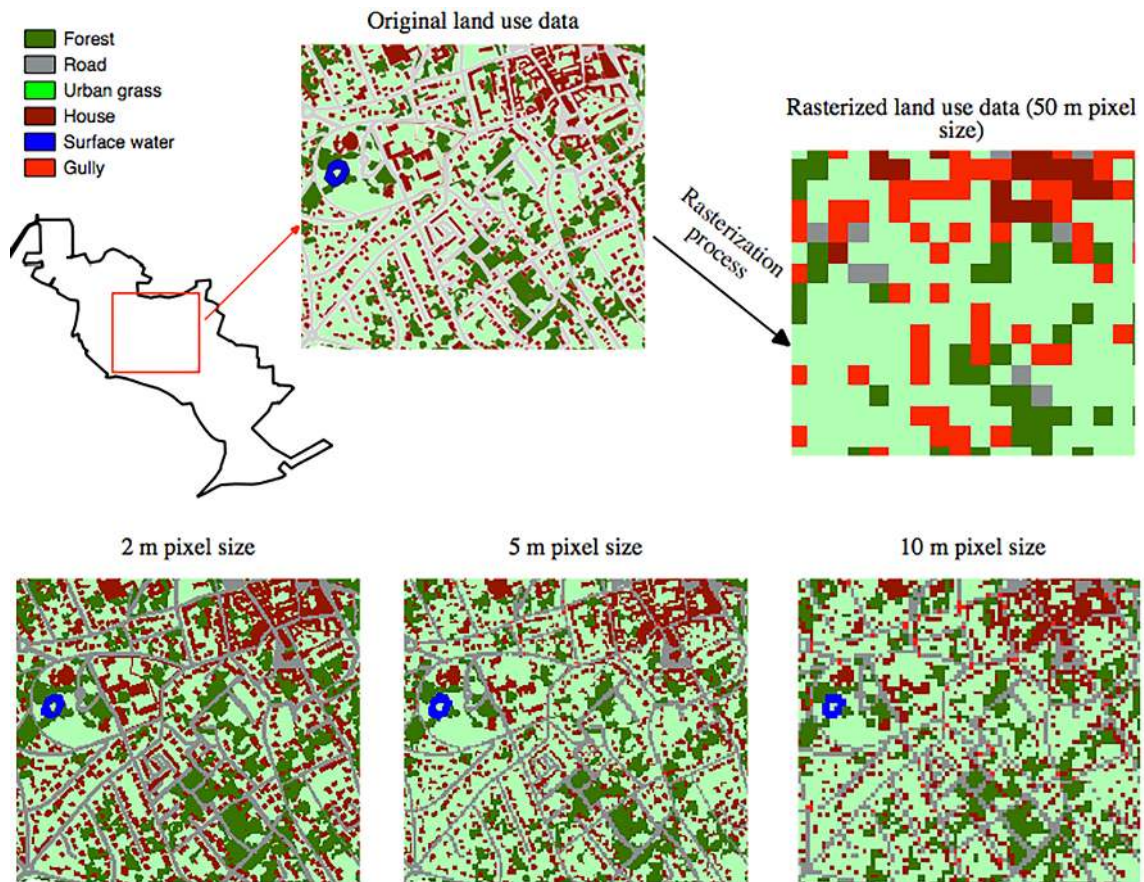 Original land use data
Forest
Road
Urban grass
House
Surface water
Gully
Rasterized land use data (50 m pixel
size)
Rasterization
process
2 m pixel size
5 m pixel size
10 m pixel size